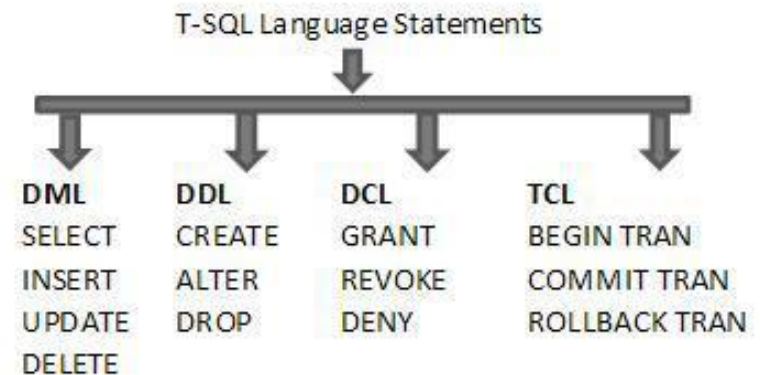 T-SQL Language Statements
DML
SELECT
INSERT
UPDATE
DELETE
DDL
CREATE
ALTER
DROP
DCL
GRANT
REVOKE
DENY
TCL
BEGIN TRAN
COMMIT TRAN
ROLLBACK TRAN